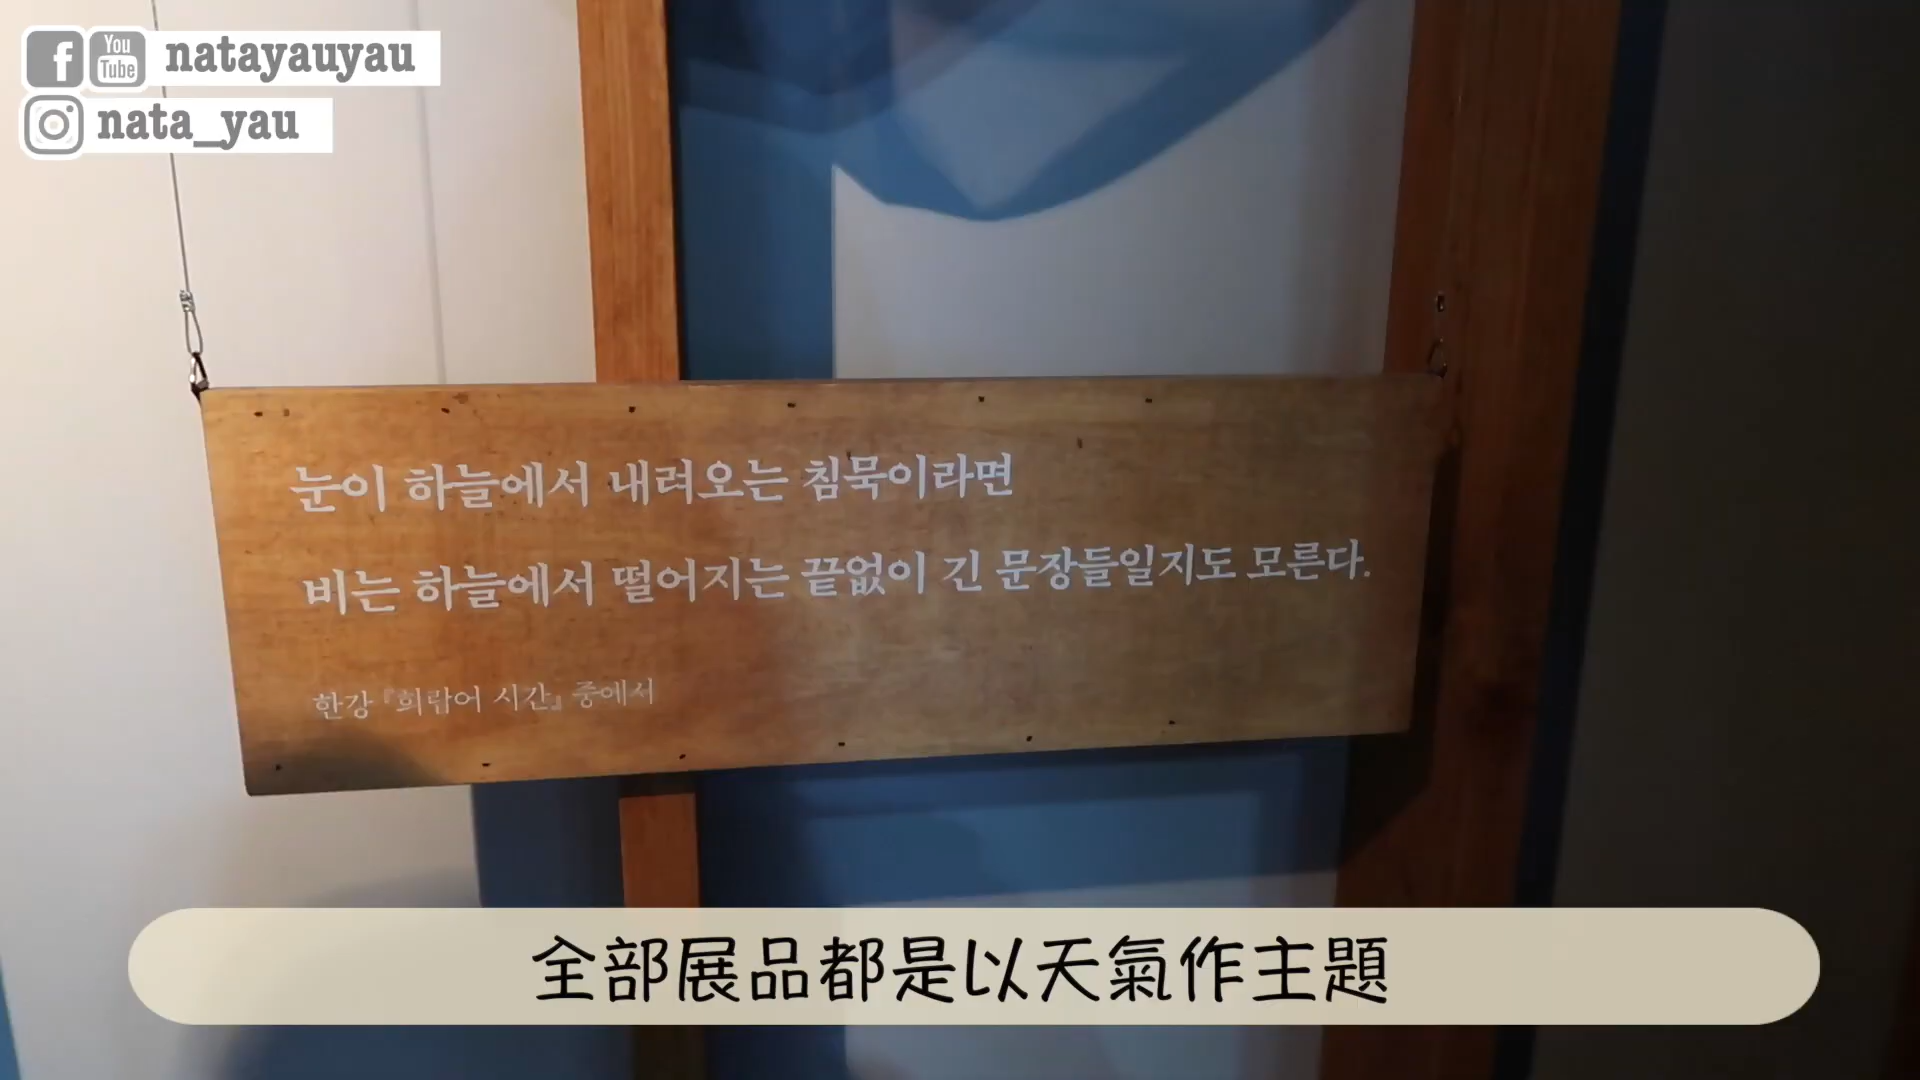 You Tube natayauyau
nata_yau
눈이 하늘에서 내려오는 침묵이라면
비는 하늘에서 떨어지는 끝없이 긴 문장들일지도 모른다.
한강 『희랍어 시간』 중에서
全部展品都是以天氣作主題